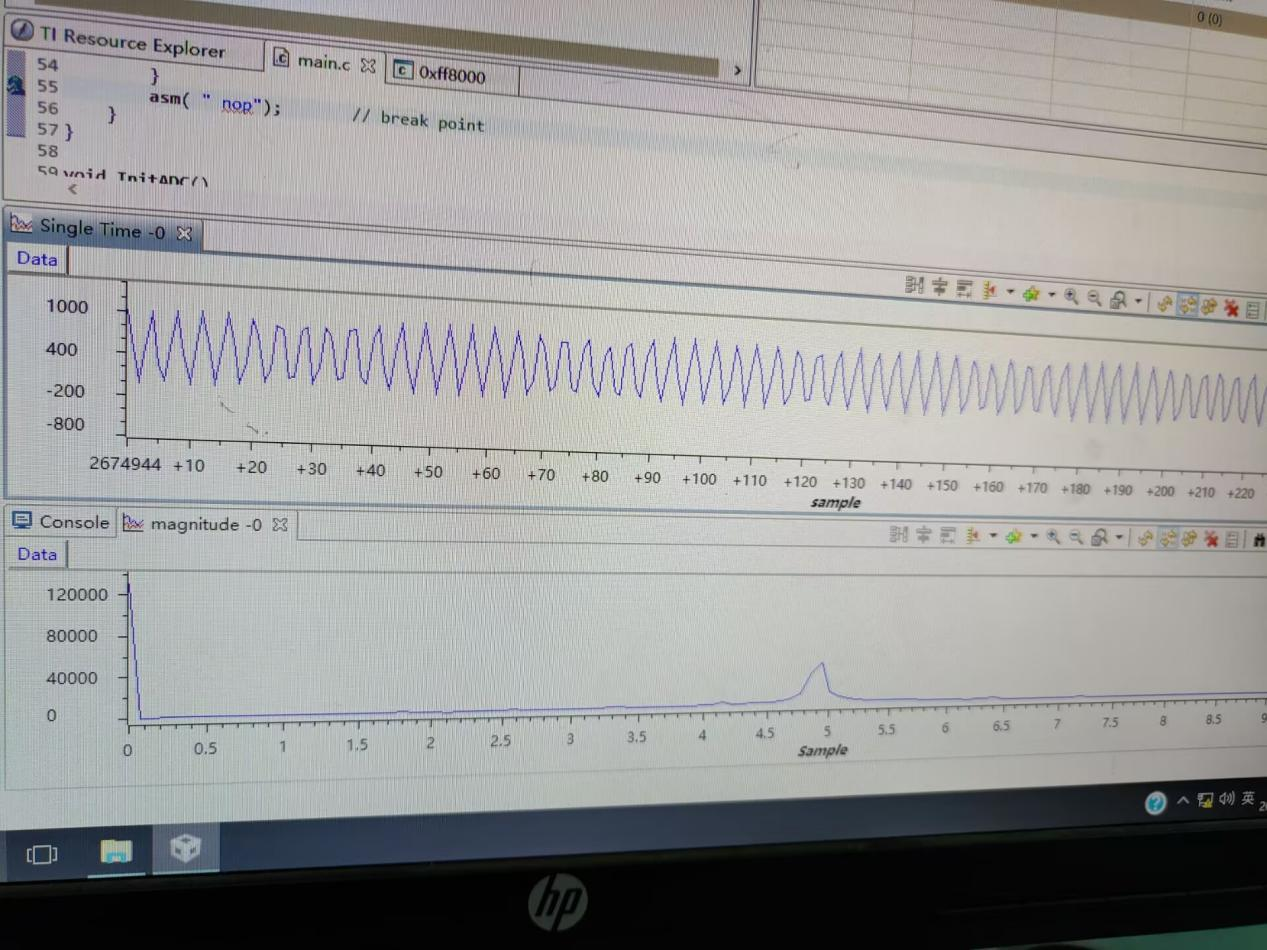 0 (0)
TI Resource Explorer
main.c
0xff8000
54 }
55 asm( " nop"); // break point
56 }
57 }
58
59 void InitADC()
Single Time -0
Data
1000
400
-200
-800
2674944 +10 +20 +30 +40 +50 +60 +70 +80 +90 +100 +110 +120 +130 +140 +150 +160 +170 +180 +190 +200 +210 +220
sample
Console
magnitude -0
Data
120000
80000
40000
0
0 0.5 1 1.5 2 2.5 3 3.5 4 4.5 5 5.5 6 6.5 7 7.5 8 8.5 9
Sample
英
hp